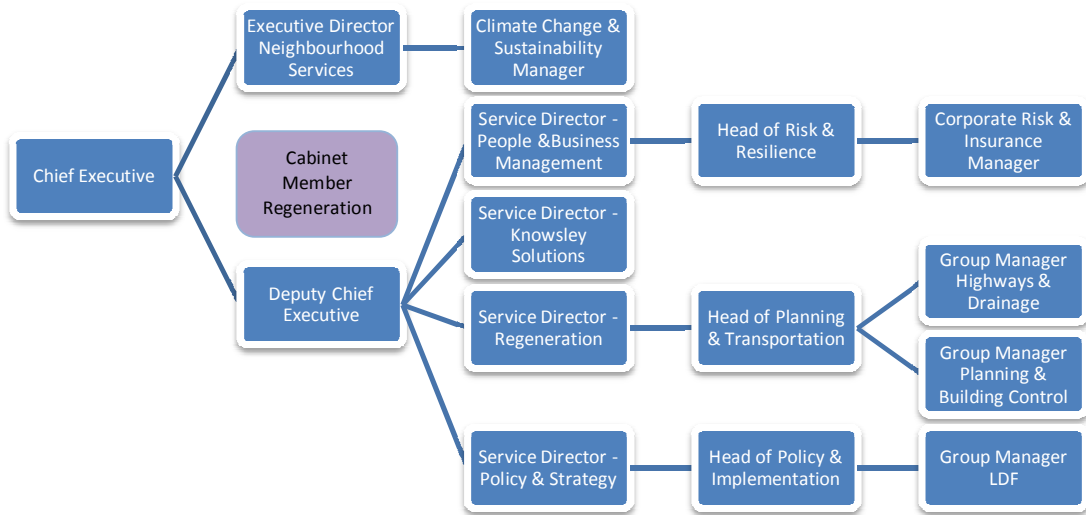 Chief Executive
Executive Director
Neighbourhood
Services
Cabinet
Member
Regeneration
Deputy Chief
Executive
Climate Change &
Sustainability
Manager
Service Director -
People &Business
Management
Service Director -
Knowsley
Solutions
Service Director -
Regeneration
Service Director -
Policy & Strategy
Head of Risk &
Resilience
Head of Planning
& Transportation
Head of Policy &
Implementation
Corporate Risk &
Insurance
Manager
Group Manager
Highways &
Drainage
Group Manager
Planning &
Building Control
Group Manager
LDF